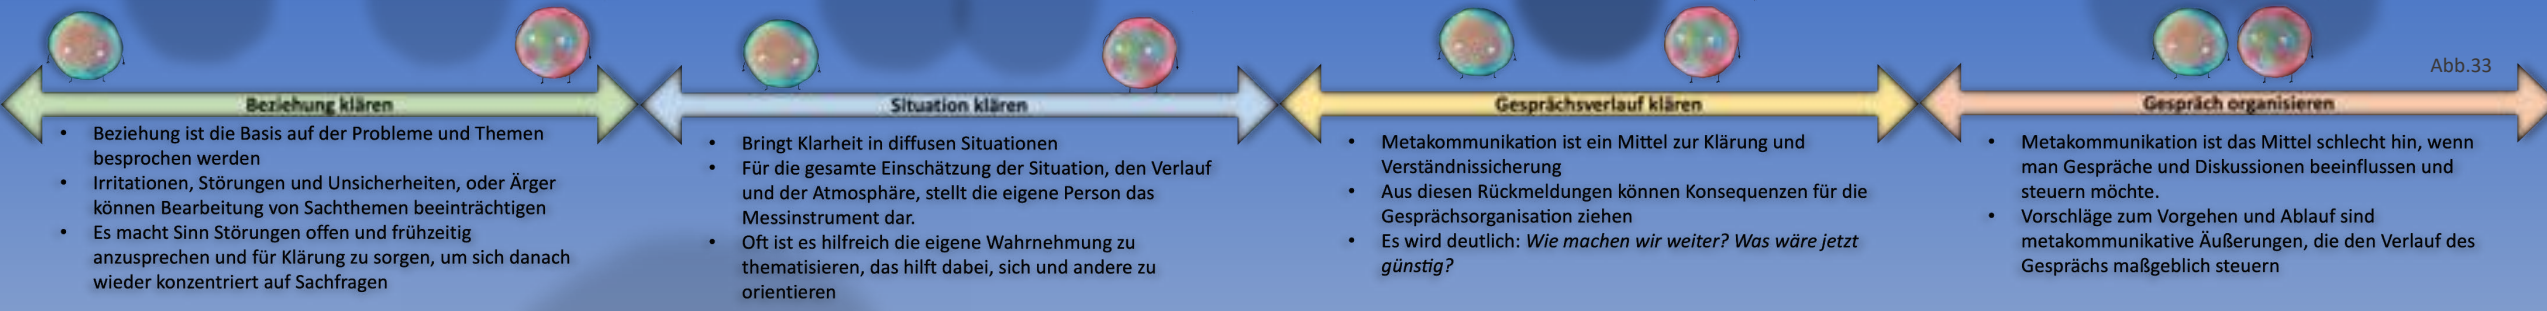 Abb.33
Beziehung klären
• Beziehung ist die Basis auf der Probleme und Themen
besprochen werden
• Irritationen, Störungen und Unsicherheiten, oder Ärger
können Bearbeitung von Sachthemen beeinträchtigen
• Es macht Sinn Störungen offen und frühzeitig
anzusprechen und für Klärung zu sorgen, um sich danach
wieder konzentriert auf Sachfragen
Situation klären
• Bringt Klarheit in diffusen Situationen
• Für die gesamte Einschätzung der Situation, den Verlauf
und der Atmosphäre, stellt die eigene Person das
Messinstrument dar.
• Oft ist es hilfreich die eigene Wahrnehmung zu
thematisieren, das hilft dabei, sich und andere zu
orientieren
Gesprächsverlauf klären
• Metakommunikation ist ein Mittel zur Klärung und
Verständnissicherung
• Aus diesen Rückmeldungen können Konsequenzen für die
Gesprächsorganisation ziehen
• Es wird deutlich: Wie machen wir weiter? Was wäre jetzt
günstig?
Gespräch organisieren
• Metakommunikation ist das Mittel schlecht hin, wenn
man Gespräche und Diskussionen beeinflussen und
steuern möchte.
• Vorschläge zum Vorgehen und Ablauf sind
metakommunikative Äußerungen, die den Verlauf des
Gesprächs maßgeblich steuern